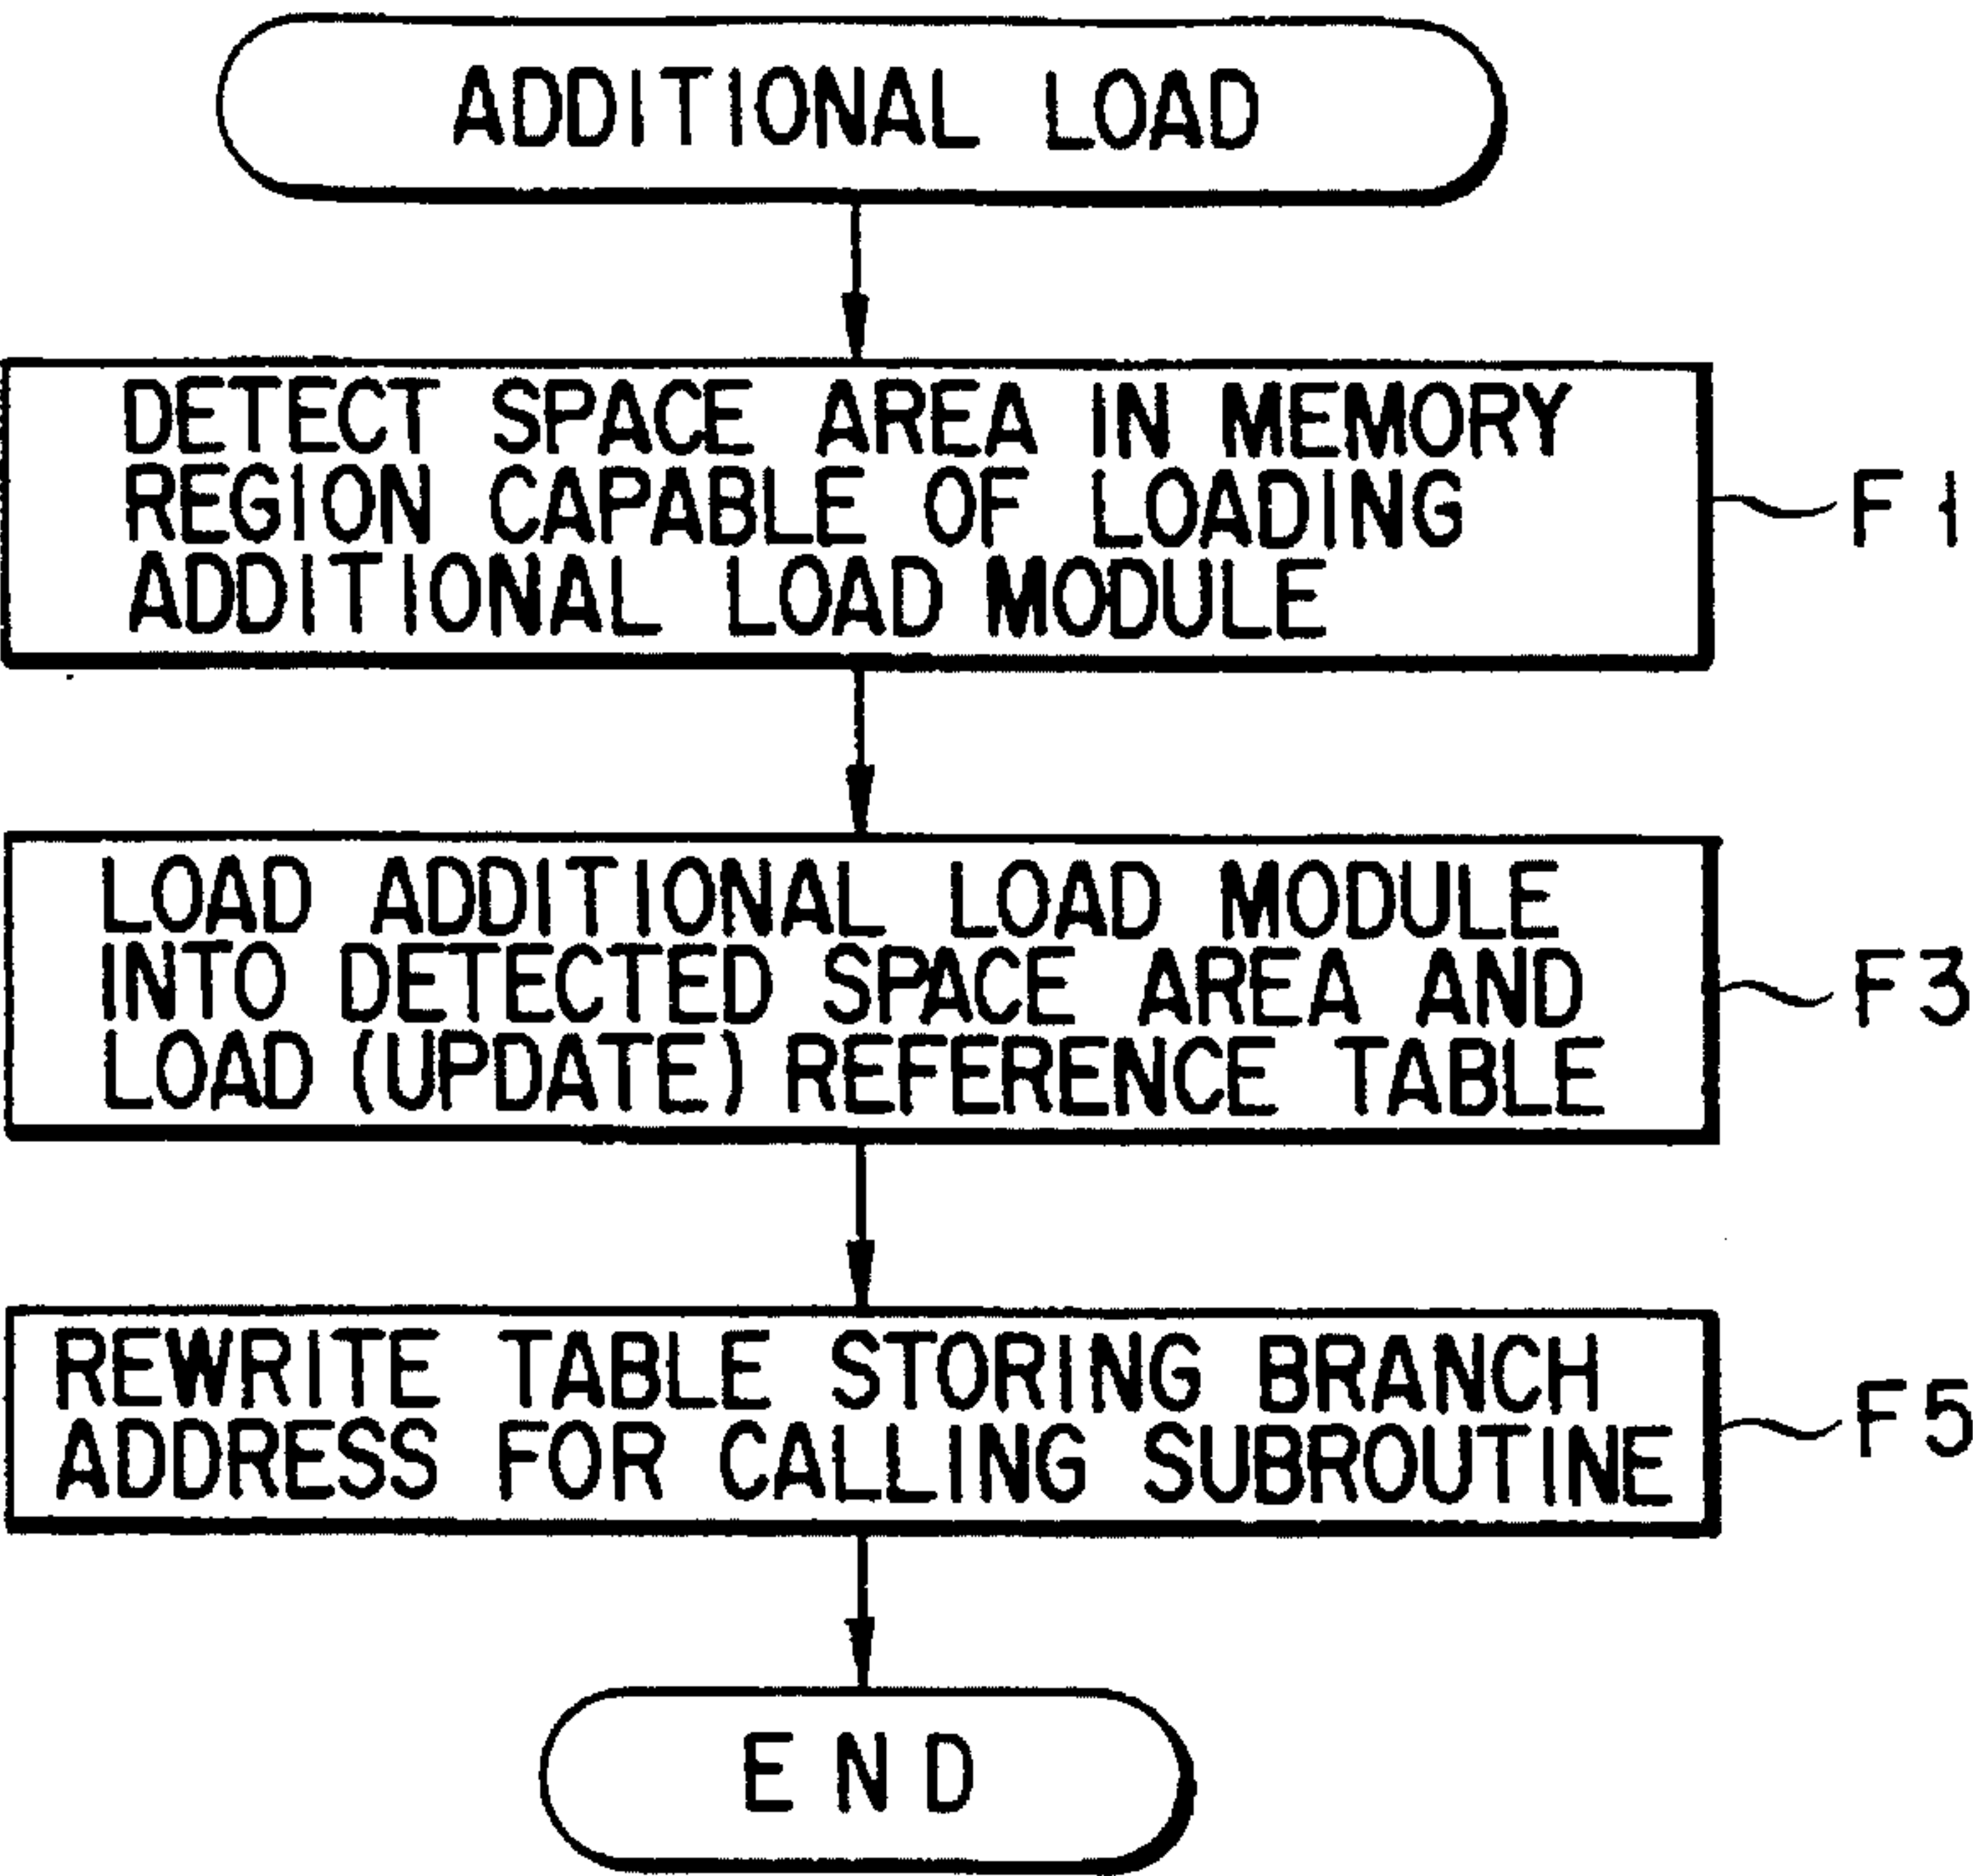 ADDITIONAL LOAD
DETECT SPACE AREA IN MEMORY
REGION CAPABLE OF LOADING
ADDITIONAL LOAD MODULE
F1
LOAD ADDITIONAL LOAD MODULE
INTO DETECTED SPACE AREA AND
LOAD (UPDATE) REFERENCE TABLE
F3
REWRITE TABLE STORING BRANCH
ADDRESS FOR CALLING SUBROUTINE
F5
END